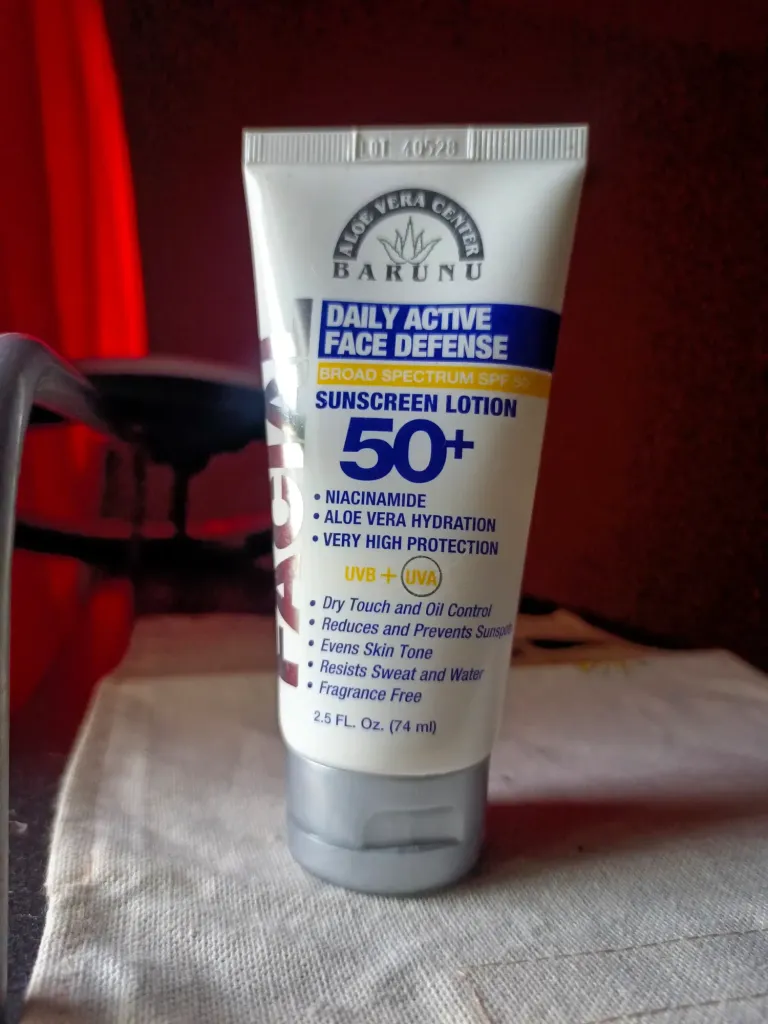 LOT 40528
ALOE VERA CENTER
BARUNU
FACIAL
DAILY ACTIVE
FACE DEFENSE
BROAD SPECTRUM SPF 50
SUNSCREEN LOTION
50+
• NIACINAMIDE
• ALOE VERA HYDRATION
• VERY HIGH PROTECTION
UVB + UVA
• Dry Touch and Oil Control
• Reduces and Prevents Sunspots
• Evens Skin Tone
• Resists Sweat and Water
• Fragrance Free
2.5 FL. Oz. (74 ml)